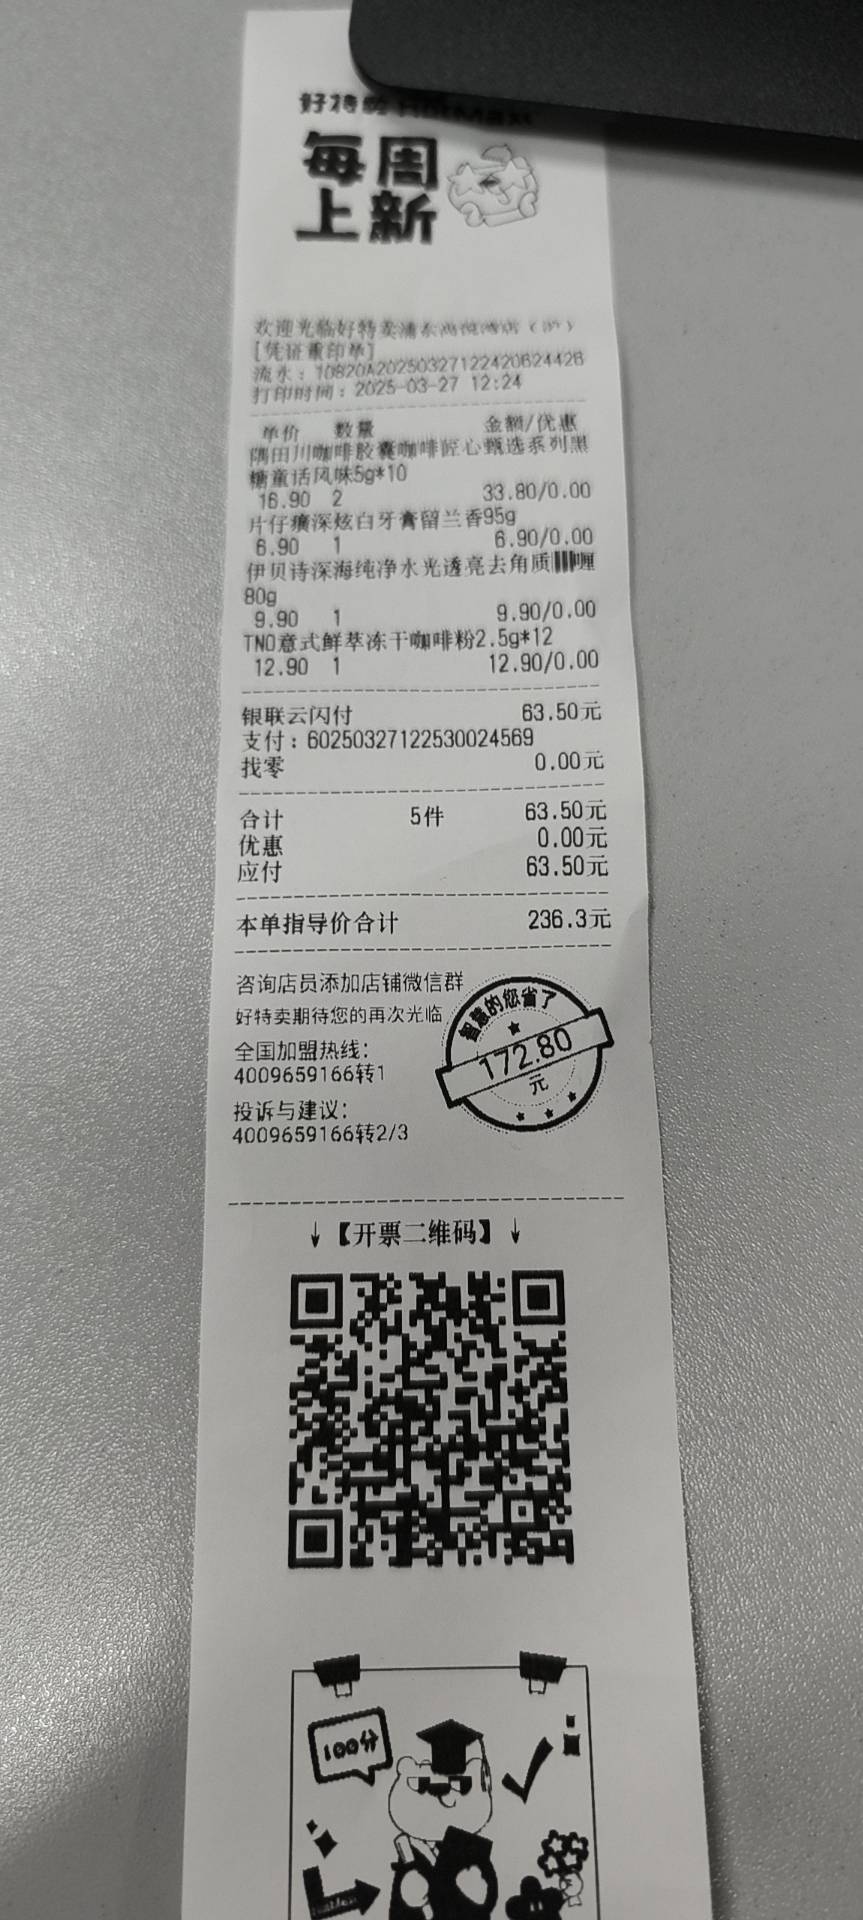 好特卖 HotMaxx
每周
上新
欢迎光临好特卖浦东
[凭证重印单]
流水：10820A20250327122420624428
打印时间：2025-03-27 12:24
单价 数量 金额/优惠
隅田川咖啡胶囊咖啡匠心甄选系列黑
糖童话风味5g*10
16.90 2 33.80/0.00
片仔癀深炫白牙膏留兰香95g
6.90 1 6.90/0.00
伊贝诗深海纯净水光透亮去角质嘿
80g
9.90 1 9.90/0.00
TNO意式鲜萃冻干咖啡粉2.5g*12
12.90 1 12.90/0.00
银联云闪付 63.50元
支付：60250327122530024569
找零 0.00元
合计 5件 63.50元
优惠 0.00元
应付 63.50元
本单指导价合计 236.3元
咨询店员添加店铺微信群
好特卖期待您的再次光临
全国加盟热线：
4009659166转1
投诉与建议：
4009659166转2/3
智慧的您省了
172.80
元
↓【开票二维码】↓
100分